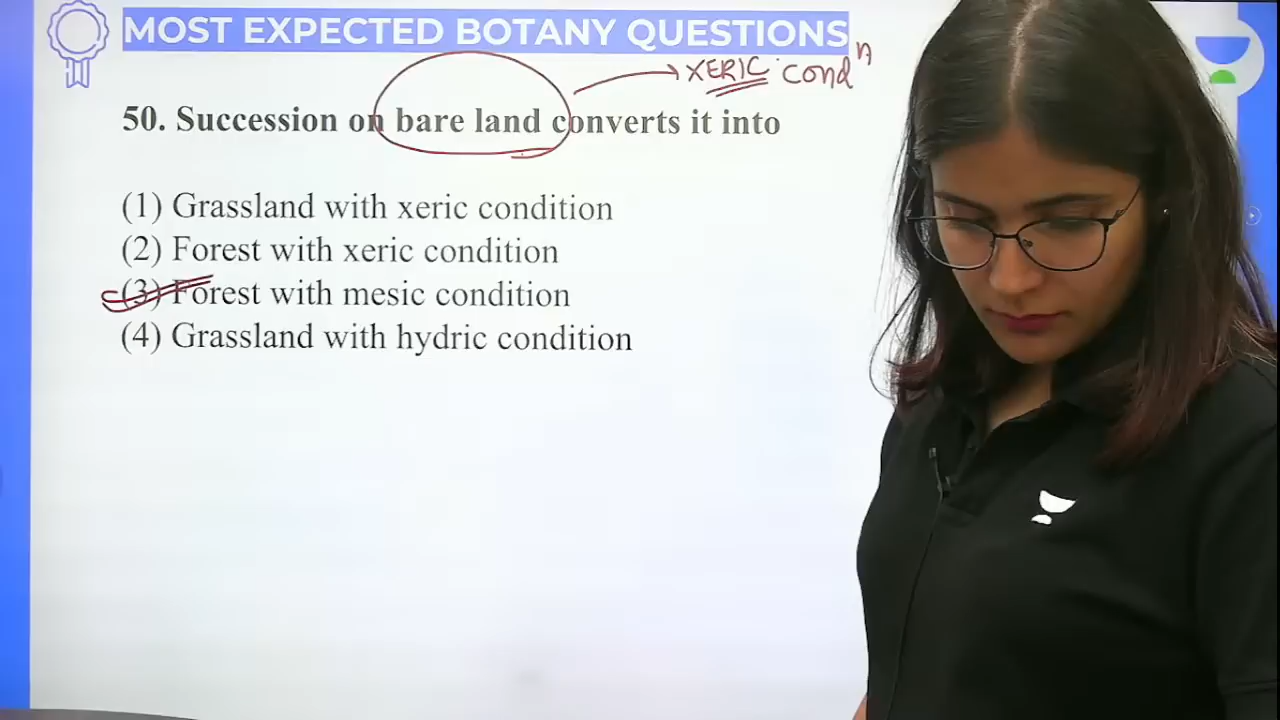 MOST EXPECTED BOTANY QUESTIONS
XERIC condⁿ
50. Succession on bare land converts it into
(1) Grassland with xeric condition
(2) Forest with xeric condition
(3) Forest with mesic condition
(4) Grassland with hydric condition